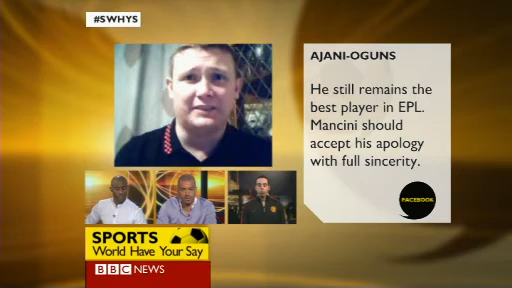 #SWHYS
AJANI-OGUNS
He still remains the
best player in EPL.
Mancini should
accept his apology
with full sincerity.
FACEBOOK
SPORTS
World Have Your Say
BBC NEWS